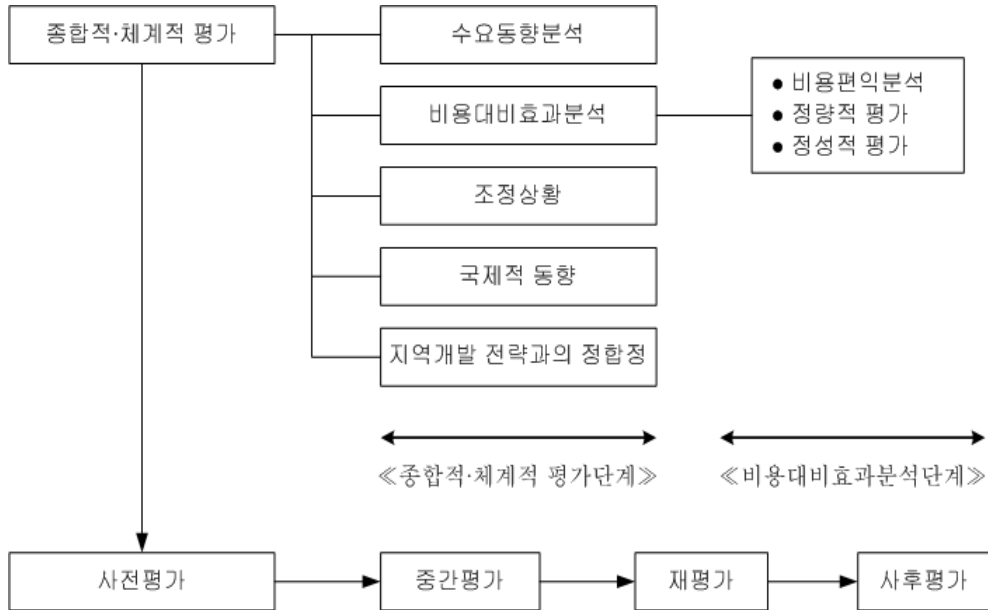 종합적·체계적 평가
수요동향분석
비용대비효과분석
● 비용편익분석
● 정량적 평가
● 정성적 평가
조정상황
국제적 동향
지역개발 전략과의 정합정
≪종합적·체계적 평가단계≫
≪비용대비효과분석단계≫
사전평가
중간평가
재평가
사후평가